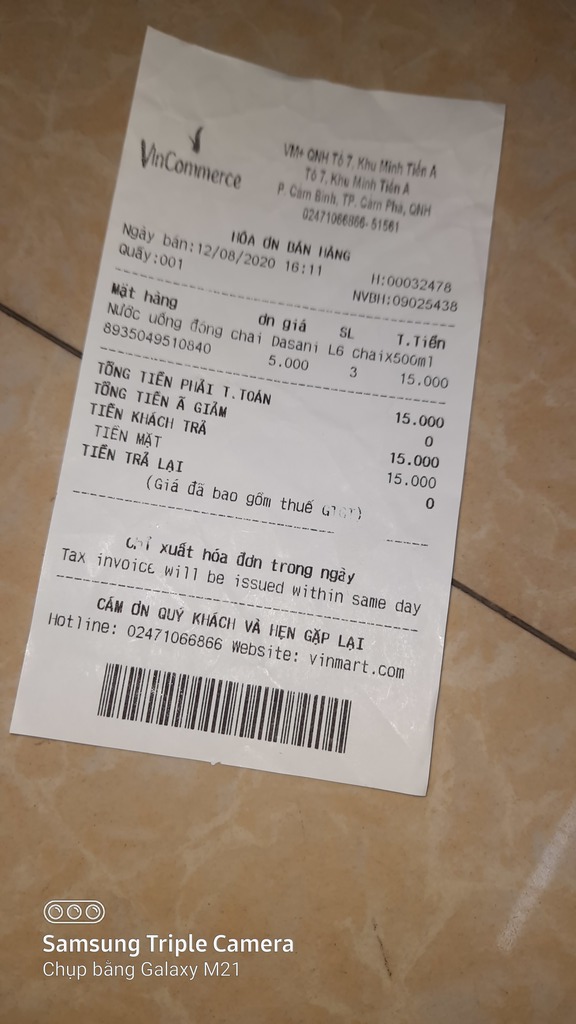 VinCommerce
VM+ QNH Tổ 7, Khu Minh Tiến A
Tổ 7, Khu Minh Tiến A
P. Cẩm Bình, TP. Cẩm Phả, QNH
02471066866- 51561
HÓA ƠN BÁN HÀNG
Ngày bán:12/08/2020 16:11 H:00032478
Quầy:001 NVBH:09025438
Mặt hàng ơn giá SL T.Tiền
Nước uống đóng chai Dasani L6 chaiX500ml
8935049510840 5.000 3 15.000
TỔNG TIỀN PHẢI T.TOÁN 15.000
TỔNG TIỀN Ã GIẢM 0
TIỀN KHÁCH TRẢ 15.000
TIỀN MẶT 15.000
TIỀN TRẢ LẠI 0
(Giá đã bao gồm thuế GTGT)
Chỉ xuất hóa đơn trong ngày
Tax invoice will be issued within same day
CẢM ƠN QUÝ KHÁCH VÀ HẸN GẶP LẠI
Hotline: 02471066866 Website: vinmart.com
Samsung Triple Camera
Chụp bằng Galaxy M21